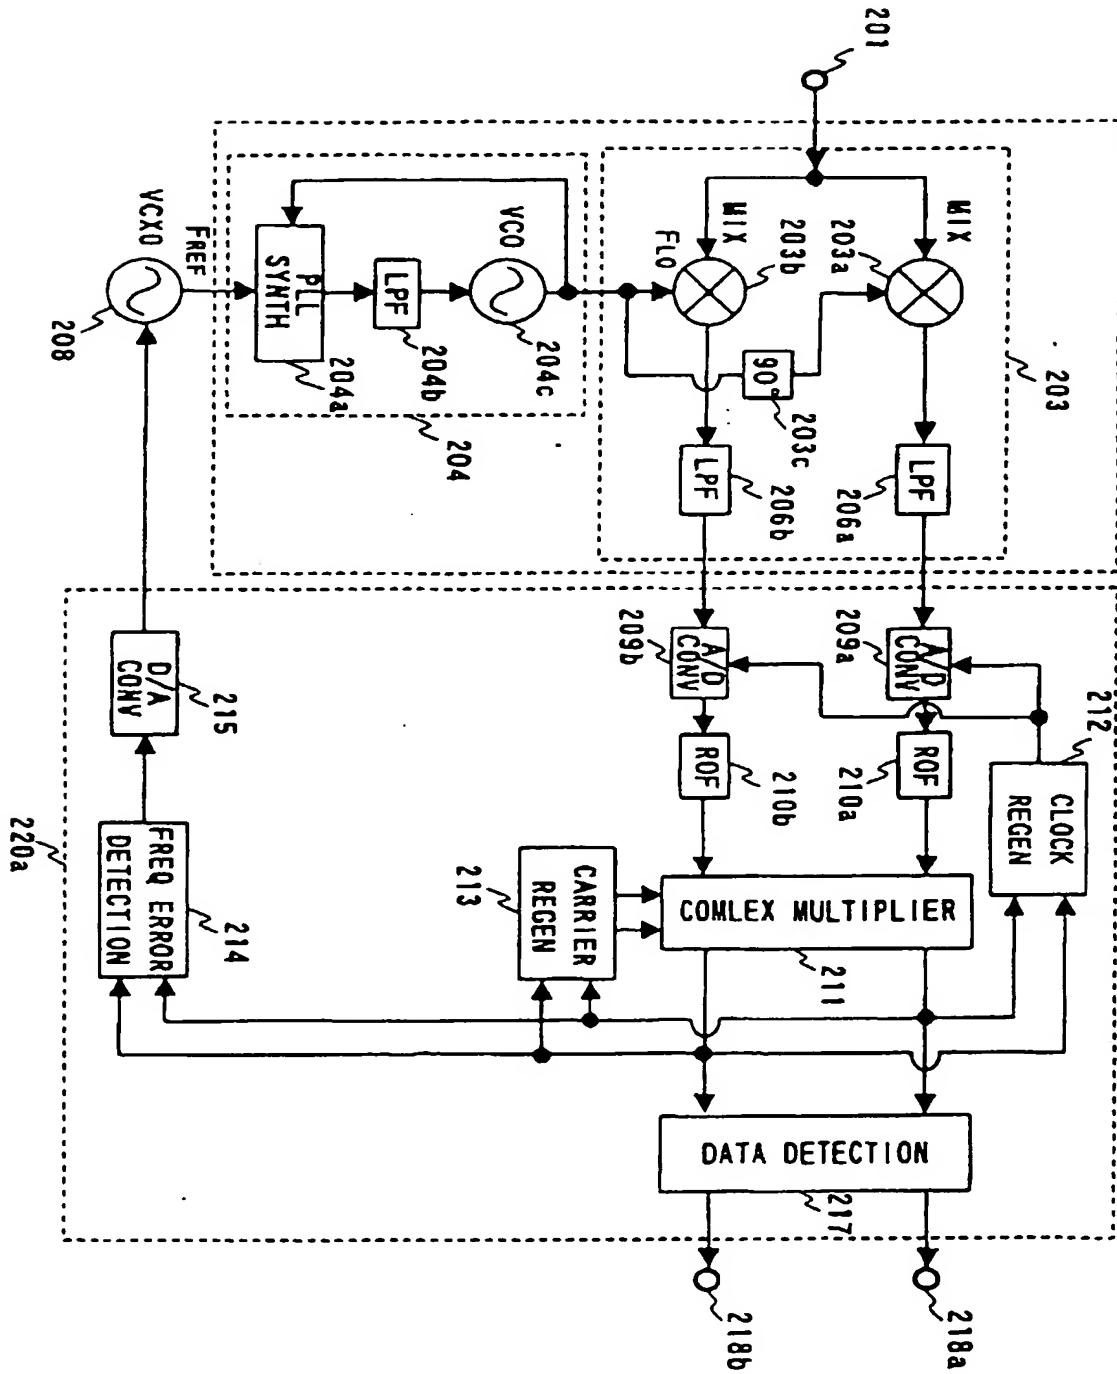 201
MIX
203a
MIX
203b
FLO
90°
203c
203
LPF
206a
LPF
206b
VCO
204c
LPF
204b
PLL
SYNTH
204a
204
FREF
VCXO
208
A/D
CONV
209a
A/D
CONV
209b
ROF
210a
ROF
210b
CLOCK
REGEN
212
COMLEX MULTIPLIER
211
CARRIER
REGEN
213
FREQ ERROR
DETECTION
214
D/A
CONV
215
220a
DATA DETECTION
217
218a
218b